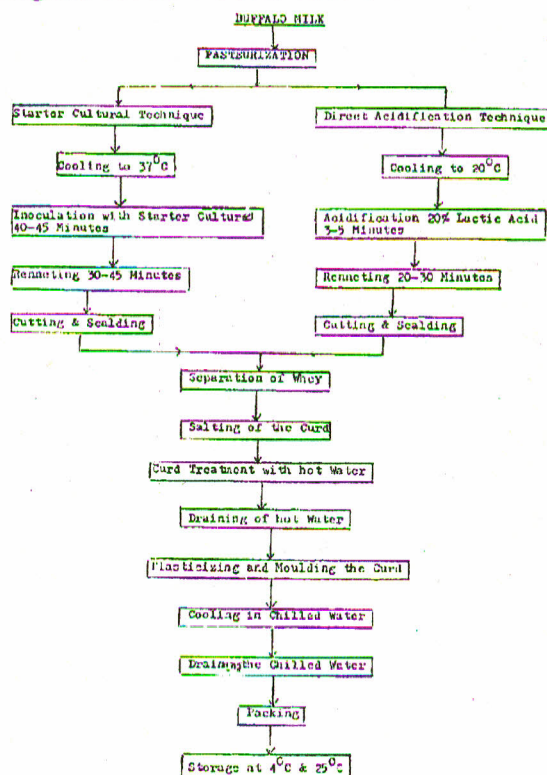 BUFFALO MILK
PASTEURIZATION
Starter Cultural Technique
Direct Acidification Technique
Cooling to 37°C
Cooling to 20°C
Inoculation with Starter Cultures
40-45 Minutes
Acidification 20% Lactic Acid
3-5 Minutes
Renneting 30-45 Minutes
Renneting 20-30 Minutes
Cutting & Scalding
Cutting & Scalding
Separation of Whey
Salting of the Curd
Curd Treatment with hot Water
Draining of hot Water
Plasticizing and Moulding the Curd
Cooling in Chilled Water
Draining the Chilled Water
Packing
Storage at 4°C & 25°C